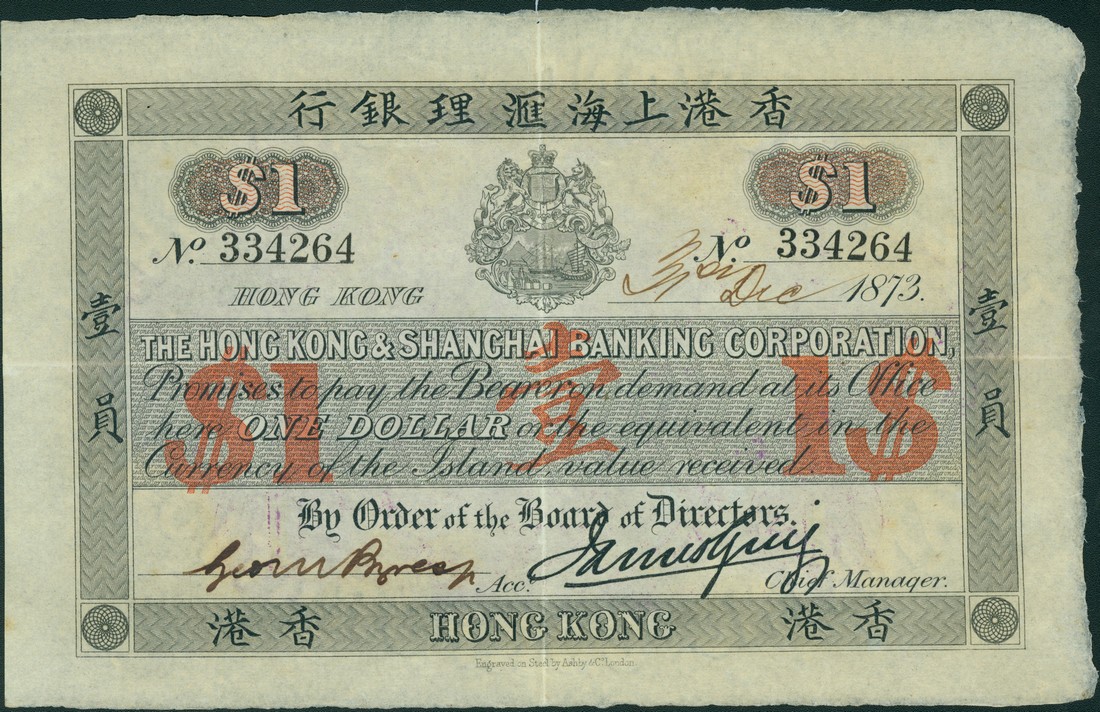 行銀理滙海上港香
$1 $1
No. 334264 No. 334264
HONG KONG Dec 1873.
THE HONG KONG & SHANGHAI BANKING CORPORATION,
Promises to pay the Bearer on demand at its Office
here ONE DOLLAR or the equivalent in the
Currency of the Island, value received.
$1 壹 1$
By Order of the Board of Directors.
Acct. Chief Manager.
壹員
壹員
港香 HONG KONG 港香
Engraved on Steel by Ashby & Co. London.